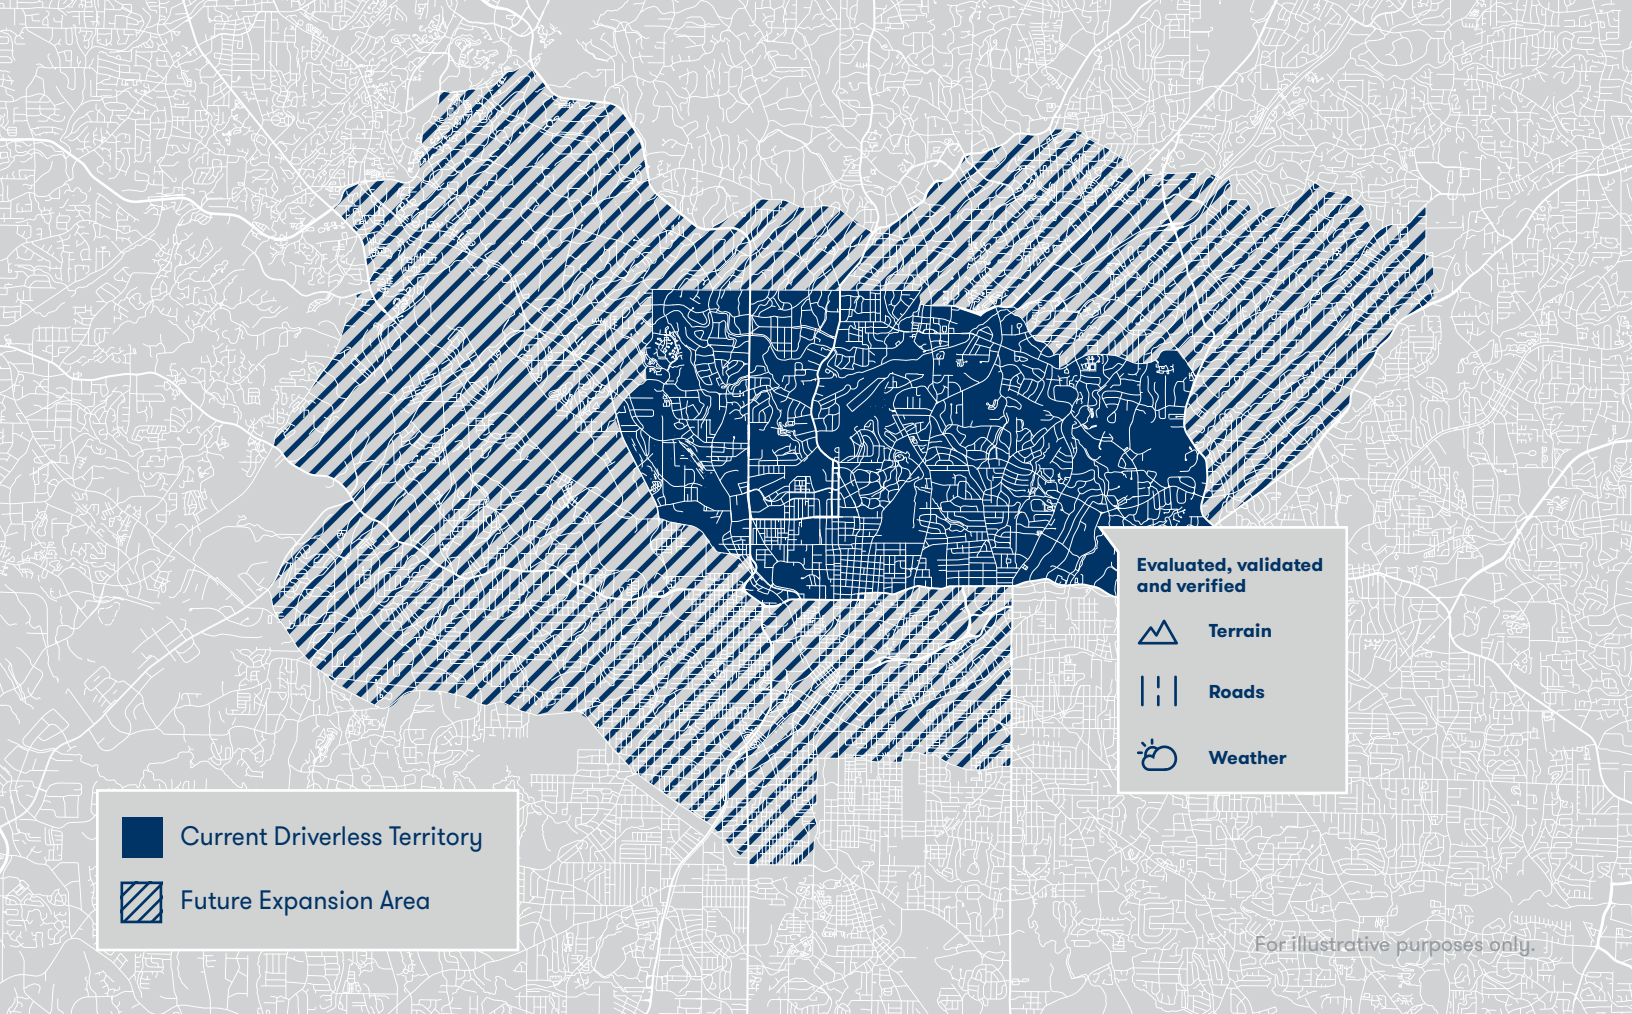 Evaluated, validated
and verified
Terrain
Roads
Weather
Current Driverless Territory
Future Expansion Area
For illustrative purposes only.